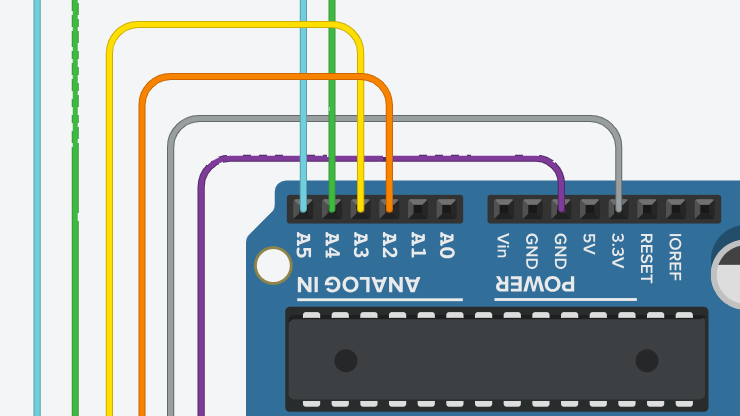 A5
A4
A3
A2
A1
A0
Vin
GND
GND
5V
3.3V
RESET
IOREF
ANALOG IN
POWER